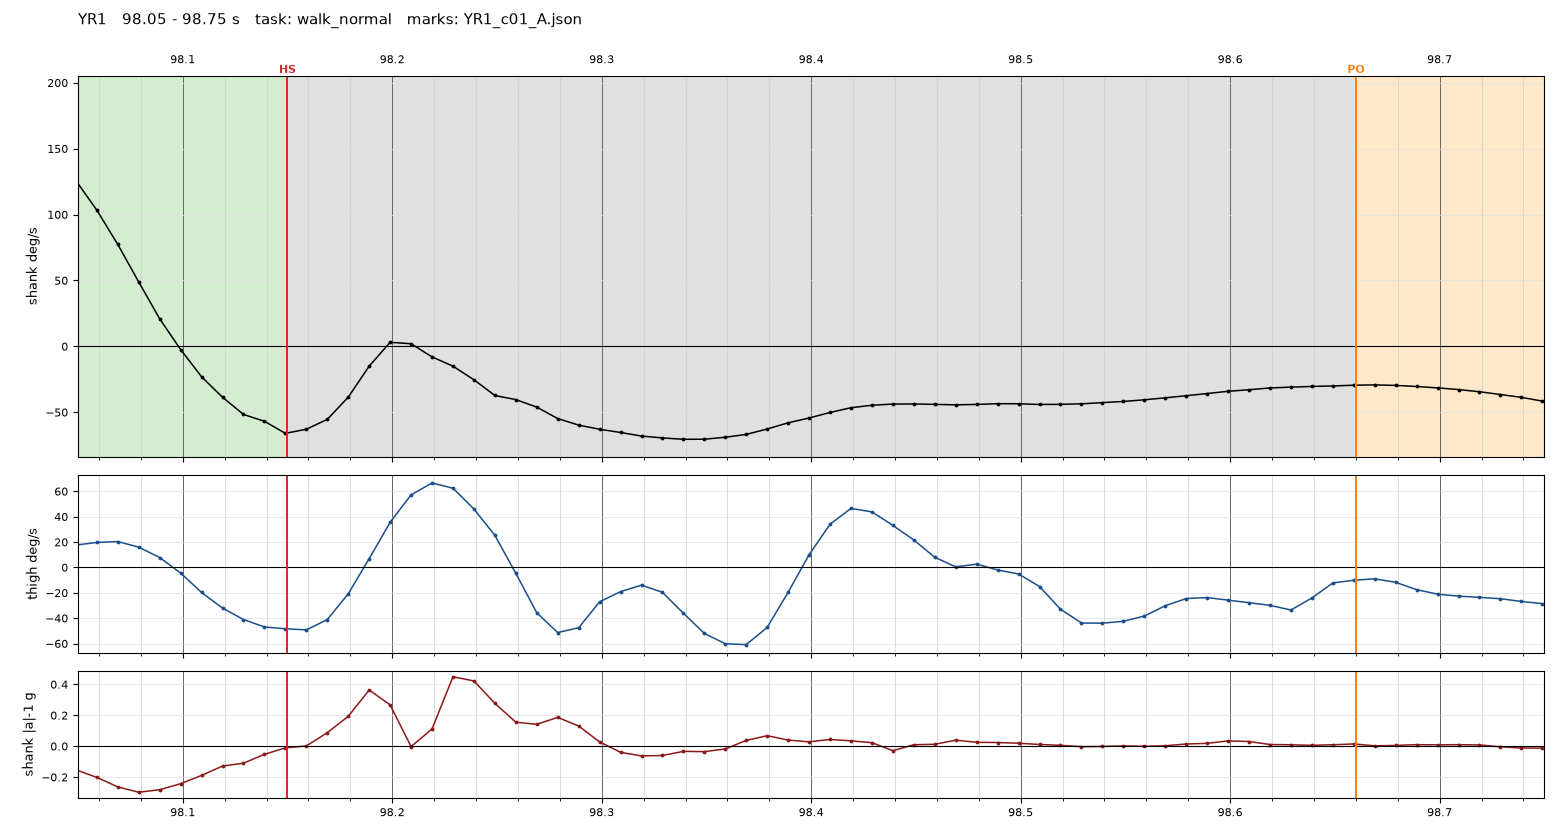 YR1   98.05 - 98.75 s   task: walk_normal   marks: YR1_c01_A.json
98.1 98.2 98.3 98.4 98.5 98.6 98.7
HS PO
200
150
100
50
0
−50
shank deg/s
60
40
20
0
−20
−40
−60
thigh deg/s
0.4
0.2
0.0
−0.2
shank |a|-1 g
98.1 98.2 98.3 98.4 98.5 98.6 98.7